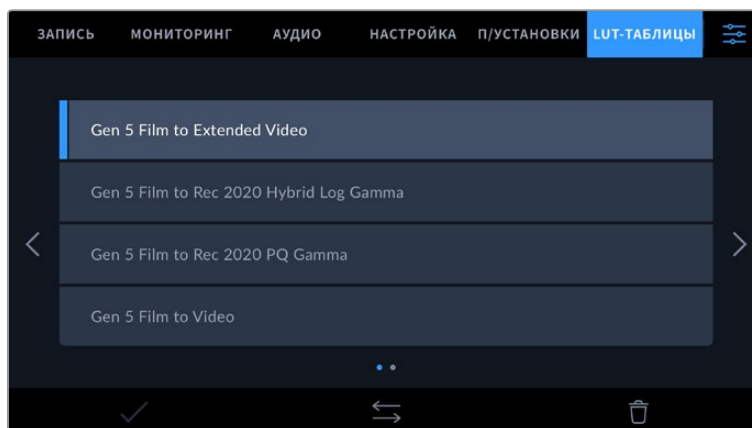 ЗАПИСЬ МОНИТОРИНГ АУДИО НАСТРОЙКА П/УСТАНОВКИ LUT-ТАБЛИЦЫ
Gen 5 Film to Extended Video
Gen 5 Film to Rec 2020 Hybrid Log Gamma
Gen 5 Film to Rec 2020 PQ Gamma
Gen 5 Film to Video